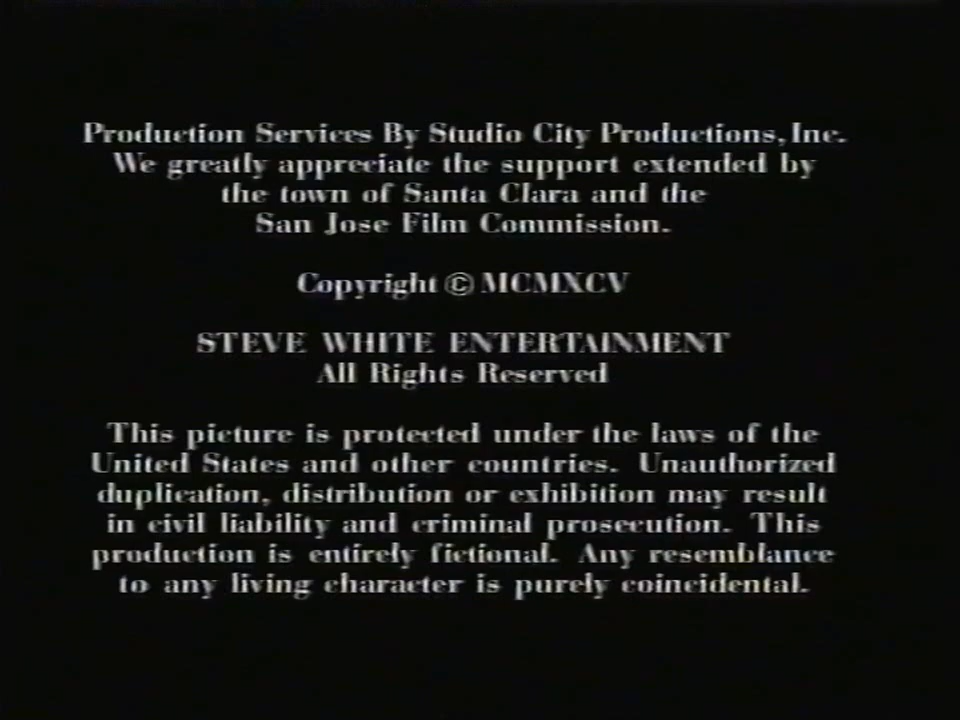 Production Services By Studio City Productions, Inc.
We greatly appreciate the support extended by
the town of Santa Clara and the
San Jose Film Commission.
Copyright © MCMXCV
STEVE WHITE ENTERTAINMENT
All Rights Reserved
This picture is protected under the laws of the
United States and other countries. Unauthorized
duplication, distribution or exhibition may result
in civil liability and criminal prosecution. This
production is entirely fictional. Any resemblance
to any living character is purely coincidental.